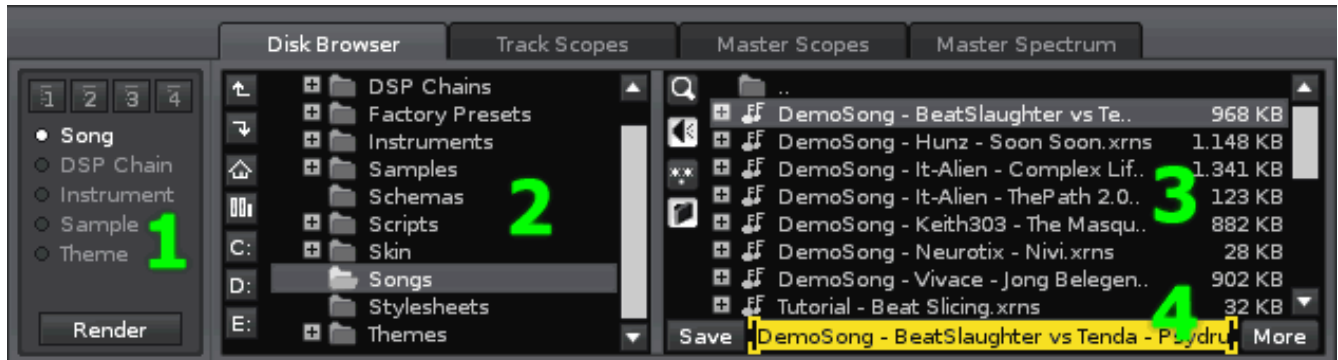 Disk Browser Track Scopes Master Scopes Master Spectrum
1 2 3 4
Song
DSP Chain
Instrument
Sample
Theme
1
Render
DSP Chains
Factory Presets
Instruments
Samples
Schemas
Scripts
Skin
Songs
Stylesheets
Themes
C:
D:
E:
2
..
DemoSong - BeatSlaughter vs Te.. 968 KB
DemoSong - Hunz - Soon Soon.xrns 1.148 KB
DemoSong - It-Alien - Complex Lif.. 1.341 KB
DemoSong - It-Alien - ThePath 2.0.. 123 KB
DemoSong - Keith303 - The Masqu.. 882 KB
DemoSong - Neurotix - Nivi.xrns 28 KB
DemoSong - Vivace - Jong Belegen.. 902 KB
Tutorial - Beat Slicing.xrns 32 KB
3
4
Save DemoSong - BeatSlaughter vs Tenda - Psydru More